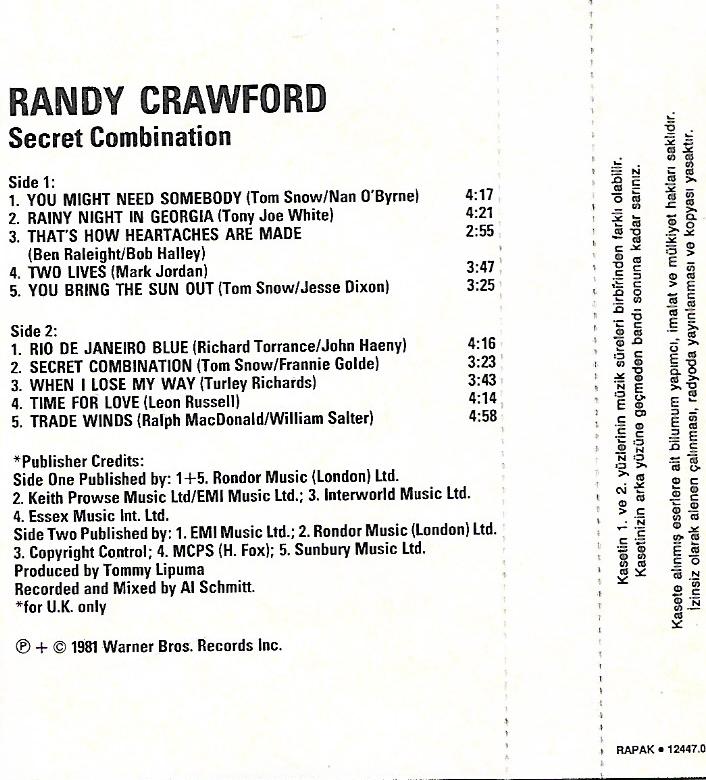 RANDY CRAWFORD
Secret Combination
Side 1:
1. YOU MIGHT NEED SOMEBODY (Tom Snow/Nan O'Byrne) 4:17
2. RAINY NIGHT IN GEORGIA (Tony Joe White) 4:21
3. THAT'S HOW HEARTACHES ARE MADE 2:55
(Ben Raleight/Bob Halley)
4. TWO LIVES (Mark Jordan) 3:47
5. YOU BRING THE SUN OUT (Tom Snow/Jesse Dixon) 3:25
Side 2:
1. RIO DE JANEIRO BLUE (Richard Torrance/John Haeny) 4:16
2. SECRET COMBINATION (Tom Snow/Frannie Golde) 3:23
3. WHEN I LOSE MY WAY (Turley Richards) 3:43
4. TIME FOR LOVE (Leon Russell) 4:14
5. TRADE WINDS (Ralph MacDonald/William Salter) 4:58
*Publisher Credits:
Side One Published by: 1+5. Rondor Music (London) Ltd.
2. Keith Prowse Music Ltd/EMI Music Ltd.; 3. Interworld Music Ltd.
4. Essex Music Int. Ltd.
Side Two Published by: 1. EMI Music Ltd.; 2. Rondor Music (London) Ltd.
3. Copyright Control; 4. MCPS (H. Fox); 5. Sunbury Music Ltd.
Produced by Tommy Lipuma
Recorded and Mixed by Al Schmitt.
*for U.K. only
℗ + © 1981 Warner Bros. Records Inc.
Kasetin 1. ve 2. yüzlerinin müzik süreleri birbirinden farklı olabilir.
Kasetinizin arka yüzüne geçmeden bandı sonuna kadar sarınız.
Kasete alınmış eserlere ait bilumum yapımcı, imalat ve mülkiyet hakları saklıdır.
İzinsiz olarak alenen çalınması, radyoda yayınlanması ve kopyası yasaktır.
RAPAK • 12447.0